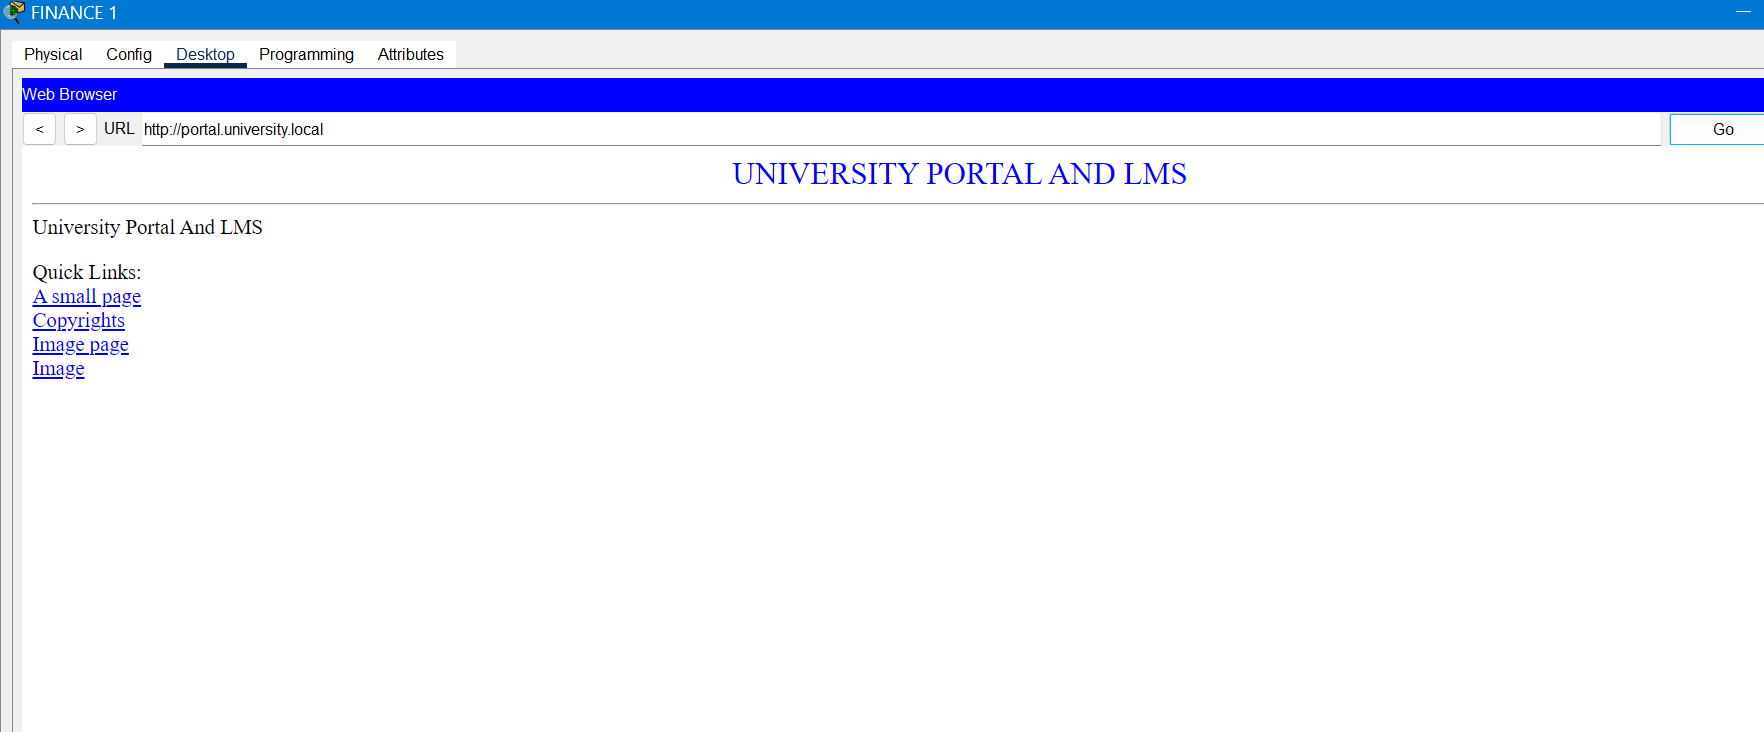 FINANCE 1
Physical Config Desktop Programming Attributes
Web Browser
< > URL http://portal.university.local Go
UNIVERSITY PORTAL AND LMS
University Portal And LMS
Quick Links:
A small page
Copyrights
Image page
Image